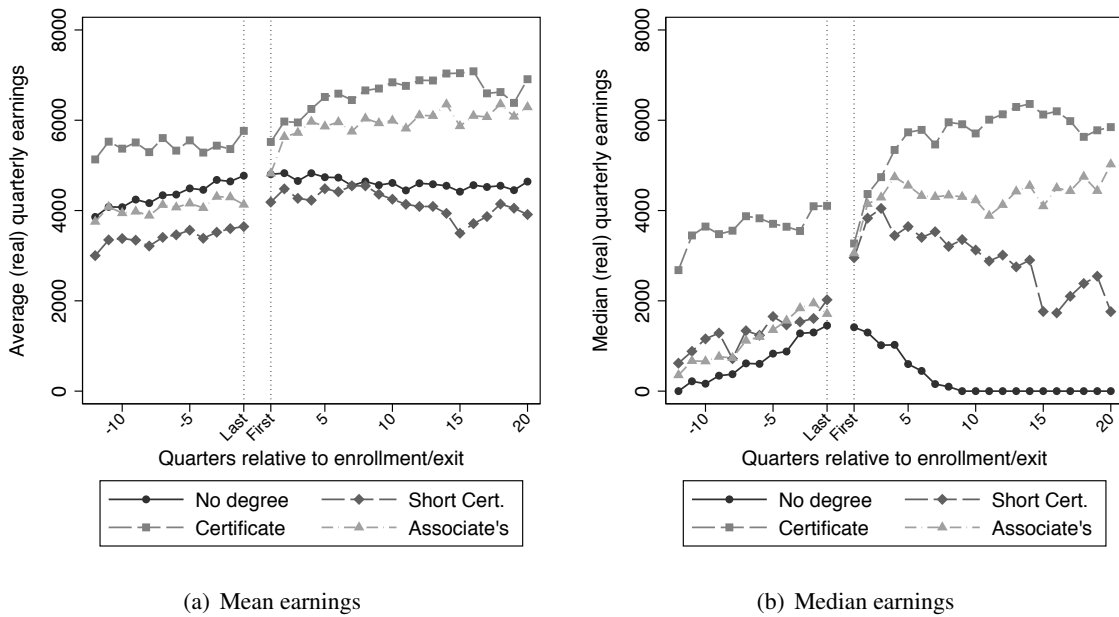 Average (real) quarterly earnings
8000
6000
4000
2000
0
-10
-5
Last
First
5
10
15
20
Quarters relative to enrollment/exit
No degree
Short Cert.
Certificate
Associate's
(a) Mean earnings
Median (real) quarterly earnings
8000
6000
4000
2000
0
-10
-5
Last
First
5
10
15
20
Quarters relative to enrollment/exit
No degree
Short Cert.
Certificate
Associate's
(b) Median earnings